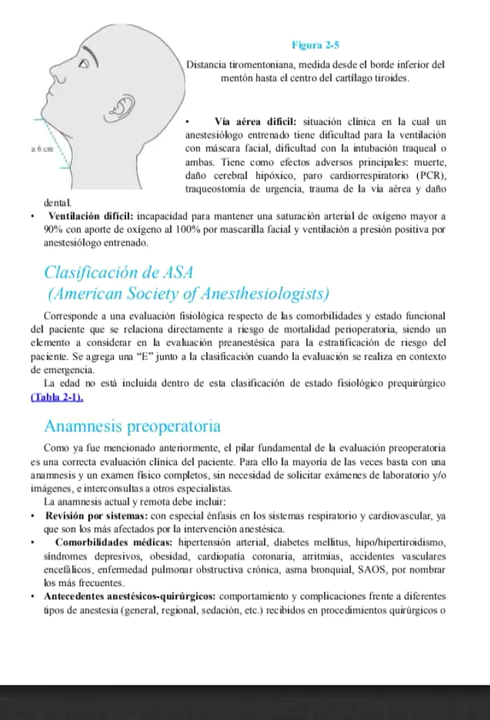 Figura 2-5
Distancia tiromentoniana, medida desde el borde inferior del
mentón hasta el centro del cartílago tiroides.
≥ 6 cm
• Vía aérea difícil: situación clínica en la cual un
anestesiólogo entrenado tiene dificultad para la ventilación
con máscara facial, dificultad con la intubación traqueal o
ambas. Tiene como efectos adversos principales: muerte,
daño cerebral hipóxico, paro cardiorrespiratorio (PCR),
traqueostomía de urgencia, trauma de la vía aérea y daño
dental.
• Ventilación difícil: incapacidad para mantener una saturación arterial de oxígeno mayor a
90% con aporte de oxígeno al 100% por mascarilla facial y ventilación a presión positiva por
anestesiólogo entrenado.
Clasificación de ASA
(American Society of Anesthesiologists)
Corresponde a una evaluación fisiológica respecto de las comorbilidades y estado funcional
del paciente que se relaciona directamente a riesgo de mortalidad perioperatoria, siendo un
elemento a considerar en la evaluación preanestésica para la estratificación de riesgo del
paciente. Se agrega una “E” junto a la clasificación cuando la evaluación se realiza en contexto
de emergencia.
La edad no está incluida dentro de esta clasificación de estado fisiológico prequirúrgico
(Tabla 2-1).
Anamnesis preoperatoria
Como ya fue mencionado anteriormente, el pilar fundamental de la evaluación preoperatoria
es una correcta evaluación clínica del paciente. Para ello la mayoría de las veces basta con una
anamnesis y un examen físico completos, sin necesidad de solicitar exámenes de laboratorio y/o
imágenes, e interconsultas a otros especialistas.
La anamnesis actual y remota debe incluir:
• Revisión por sistemas: con especial énfasis en los sistemas respiratorio y cardiovascular, ya
que son los más afectados por la intervención anestésica.
• Comorbilidades médicas: hipertensión arterial, diabetes mellitus, hipo/hipertiroidismo,
síndromes depresivos, obesidad, cardiopatía coronaria, arritmias, accidentes vasculares
encefálicos, enfermedad pulmonar obstructiva crónica, asma bronquial, SAOS, por nombrar
los más frecuentes.
• Antecedentes anestésicos-quirúrgicos: comportamiento y complicaciones frente a diferentes
tipos de anestesia (general, regional, sedación, etc.) recibidos en procedimientos quirúrgicos o